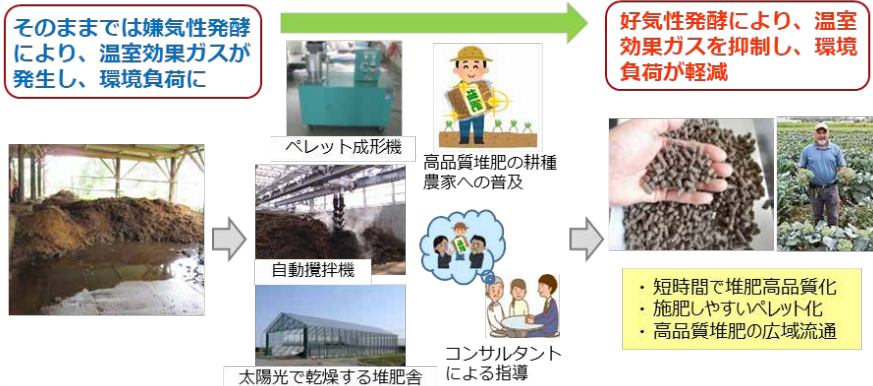 そのままでは嫌気性発酵
により、温室効果ガスが
発生し、環境負荷に
好気性発酵により、温室
効果ガスを抑制し、環境
負荷が軽減
ペレット成形機
堆肥
高品質堆肥の耕種
農家への普及
自動攪拌機
太陽光で乾燥する堆肥舎
コンサルタント
による指導
・短時間で堆肥高品質化
・施肥しやすいペレット化
・高品質堆肥の広域流通